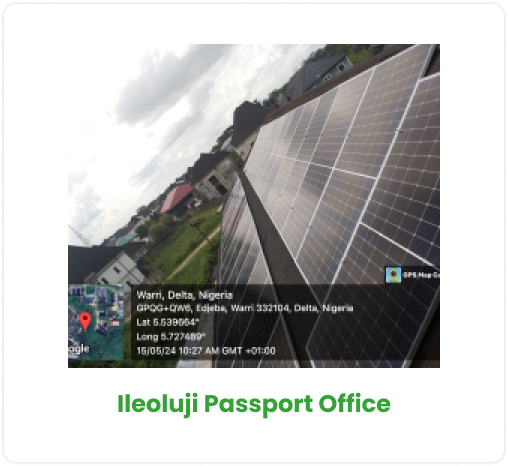 GPS Map Ca
Warri, Delta, Nigeria
GPQG+QW6, Edjeba, Warri 332104, Delta, Nigeria
Lat 5.539664°
Long 5.727489°
15/05/24 10:27 AM GMT +01:00
ogle
Ileoluji Passport Office